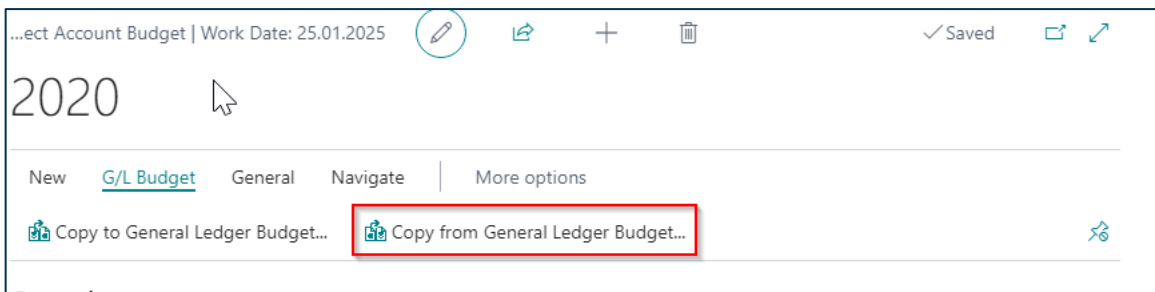 ...ect Account Budget | Work Date: 25.01.2025
Saved
2020
New G/L Budget General Navigate More options
Copy to General Ledger Budget... Copy from General Ledger Budget...